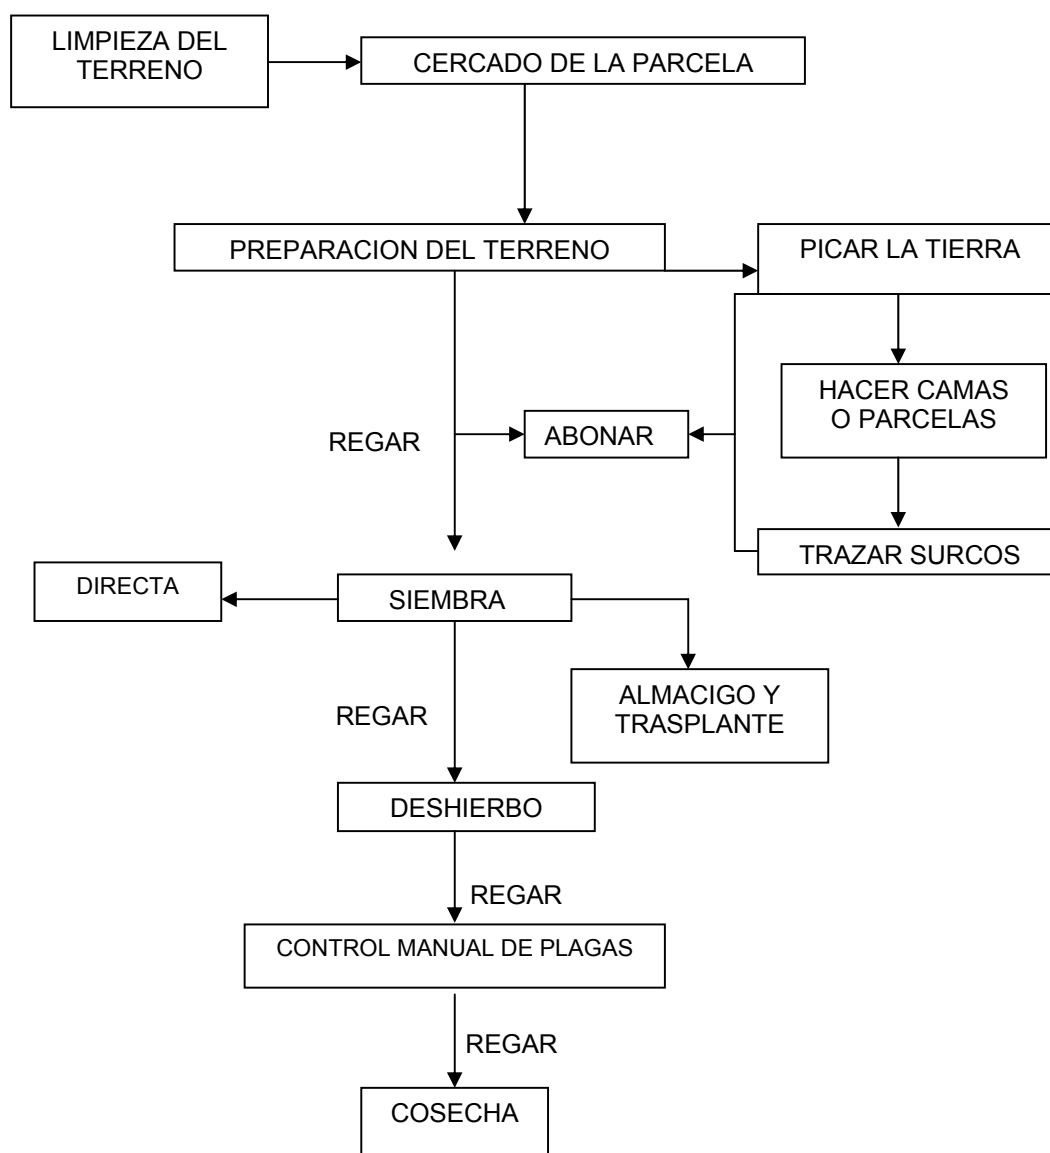 LIMPIEZA DEL
TERRENO
CERCADO DE LA PARCELA
PREPARACION DEL TERRENO
PICAR LA TIERRA
HACER CAMAS
O PARCELAS
REGAR
ABONAR
TRAZAR SURCOS
DIRECTA
SIEMBRA
ALMACIGO Y
TRASPLANTE
REGAR
DESHIERBO
REGAR
CONTROL MANUAL DE PLAGAS
REGAR
COSECHA